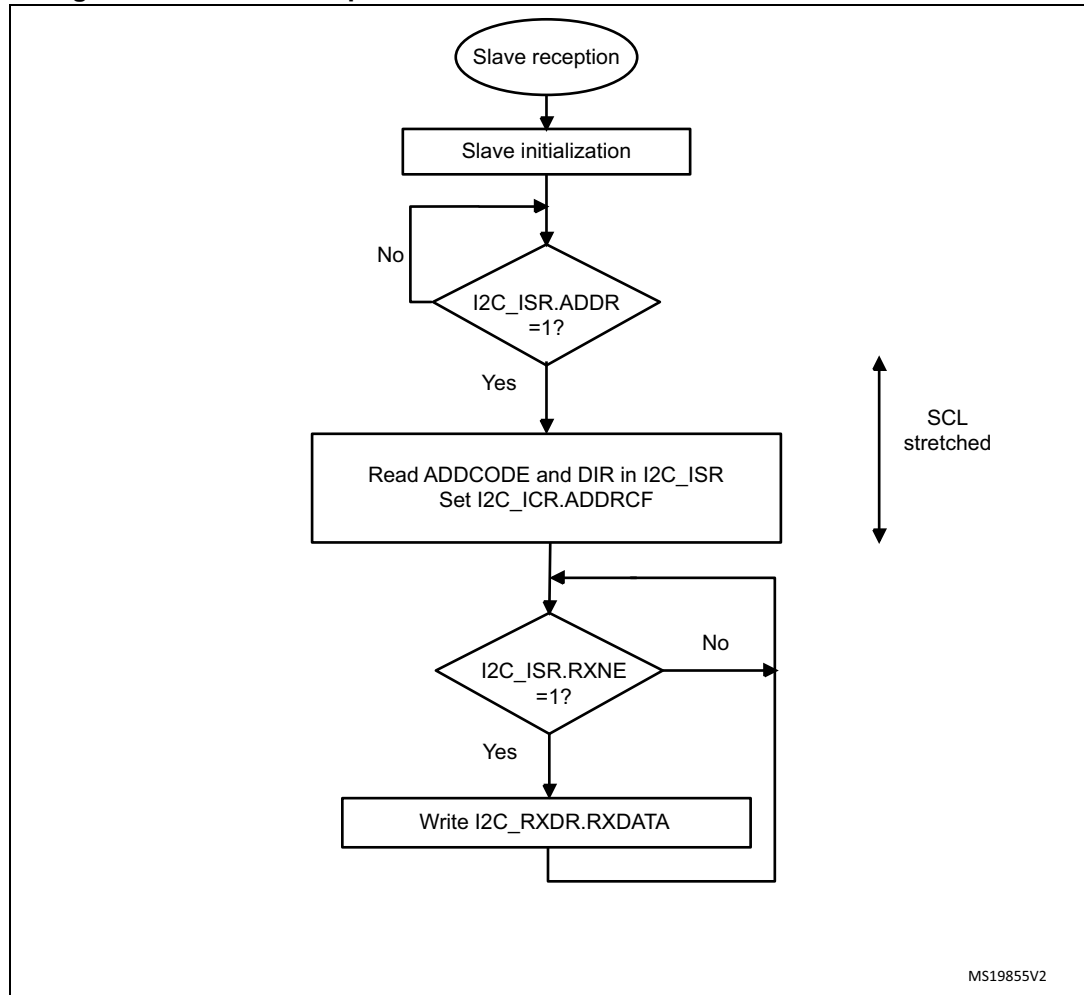 Slave reception
Slave initialization
No
I2C_ISR.ADDR
=1?
Yes
SCL
stretched
Read ADDCODE and DIR in I2C_ISR
Set I2C_ICR.ADDRCF
No
I2C_ISR.RXNE
=1?
Yes
Write I2C_RXDR.RXDATA
MS19855V2